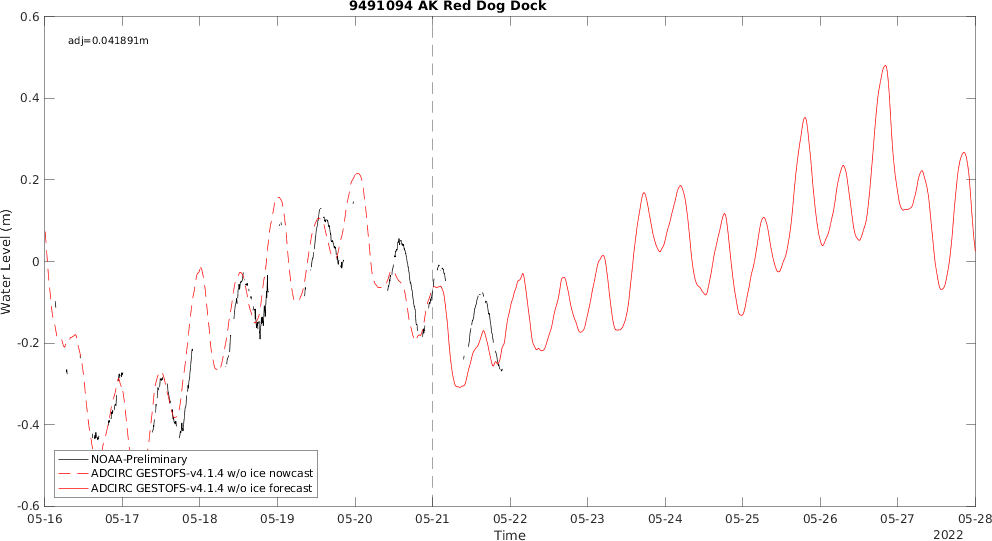 9491094 AK Red Dog Dock
adj=0.041891m
Water Level (m)
0.6
0.4
0.2
0
-0.2
-0.4
-0.6
NOAA-Preliminary
ADCIRC GESTOFS-v4.1.4 w/o ice nowcast
ADCIRC GESTOFS-v4.1.4 w/o ice forecast
05-16 05-17 05-18 05-19 05-20 05-21 05-22 05-23 05-24 05-25 05-26 05-27 05-28
Time
2022